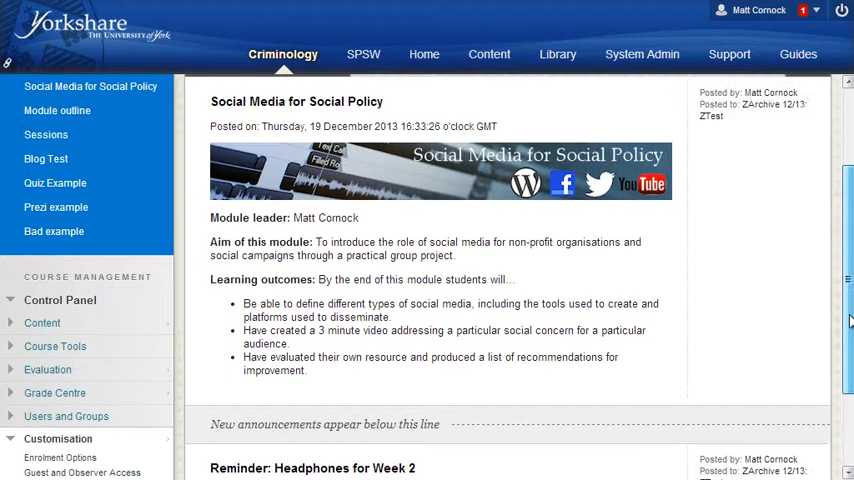 Yorkshare
THE UNIVERSITY of York
Matt Cornock 1
Criminology SPSW Home Content Library System Admin Support Guides
Social Media for Social Policy
Module outline
Sessions
Blog Test
Quiz Example
Prezi example
Bad example
COURSE MANAGEMENT
Control Panel
Content
Course Tools
Evaluation
Grade Centre
Users and Groups
Customisation
Enrolment Options
Guest and Observer Access
Social Media for Social Policy
Posted on: Thursday, 19 December 2013 16:33:26 o'clock GMT
Social Media for Social Policy
You Tube
Module leader: Matt Cornock
Aim of this module: To introduce the role of social media for non-profit organisations and
social campaigns through a practical group project.
Learning outcomes: By the end of this module students will...
• Be able to define different types of social media, including the tools used to create and
platforms used to disseminate.
• Have created a 3 minute video addressing a particular social concern for a particular
audience.
• Have evaluated their own resource and produced a list of recommendations for
improvement.
Posted by: Matt Cornock
Posted to: ZArchive 12/13:
ZTest
New announcements appear below this line
Reminder: Headphones for Week 2
Posted by: Matt Cornock
Posted to: ZArchive 12/13: